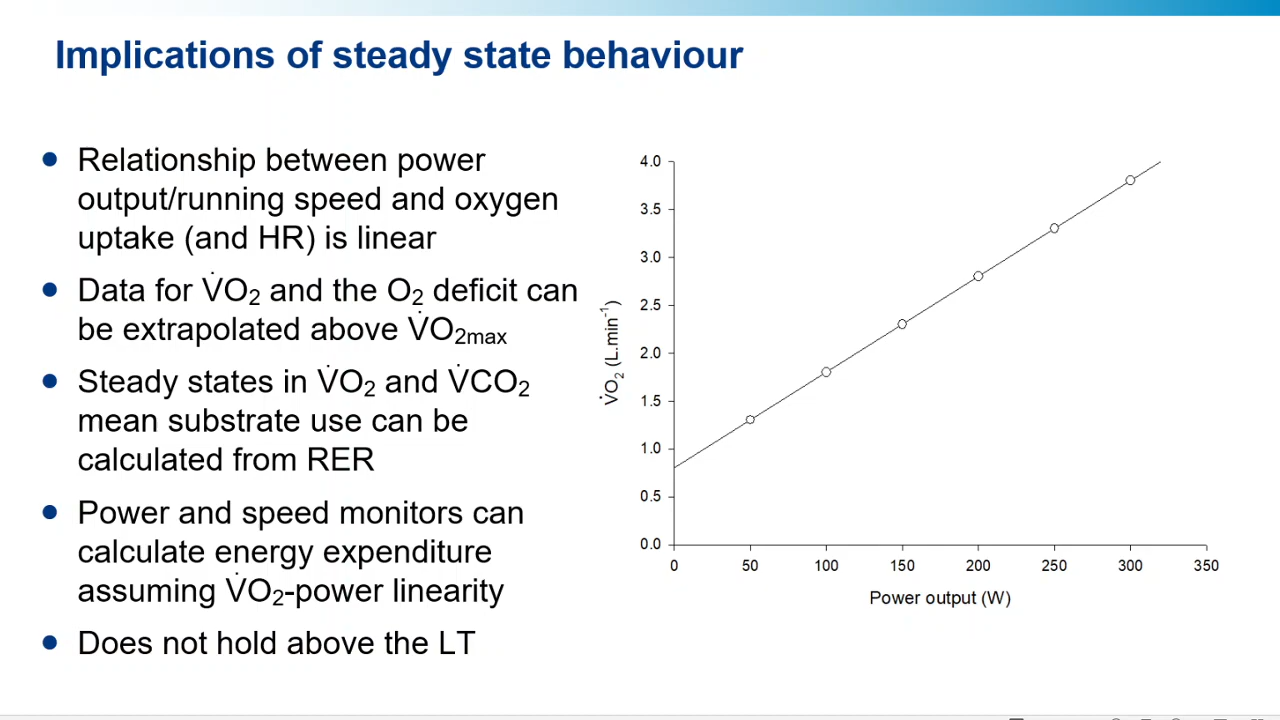 Implications of steady state behaviour
● Relationship between power
output/running speed and oxygen
uptake (and HR) is linear
● Data for V̇O₂ and the O₂ deficit can
be extrapolated above V̇O₂max
● Steady states in V̇O₂ and V̇CO₂
mean substrate use can be
calculated from RER
● Power and speed monitors can
calculate energy expenditure
assuming V̇O₂-power linearity
● Does not hold above the LT
4.0
3.5
3.0
2.5
2.0
1.5
1.0
0.5
0.0
V̇O₂ (L.min⁻¹)
0 50 100 150 200 250 300 350
Power output (W)